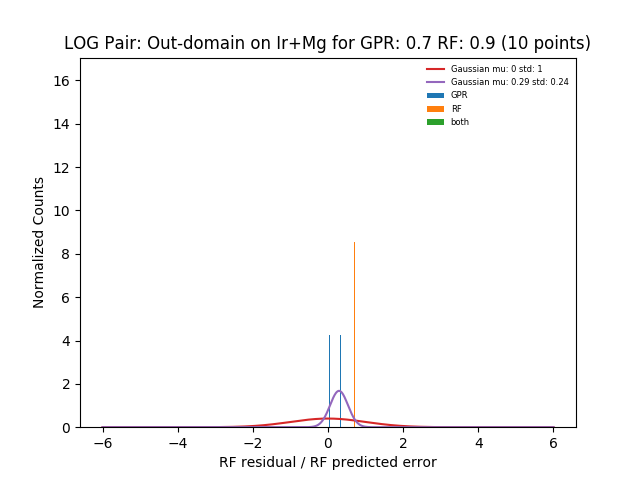 LOG Pair: Out-domain on Ir+Mg for GPR: 0.7 RF: 0.9 (10 points)
Gaussian mu: 0 std: 1
Gaussian mu: 0.29 std: 0.24
GPR
RF
both
16
14
12
10
8
6
4
2
0
Normalized Counts
−6 −4 −2 0 2 4 6
RF residual / RF predicted error